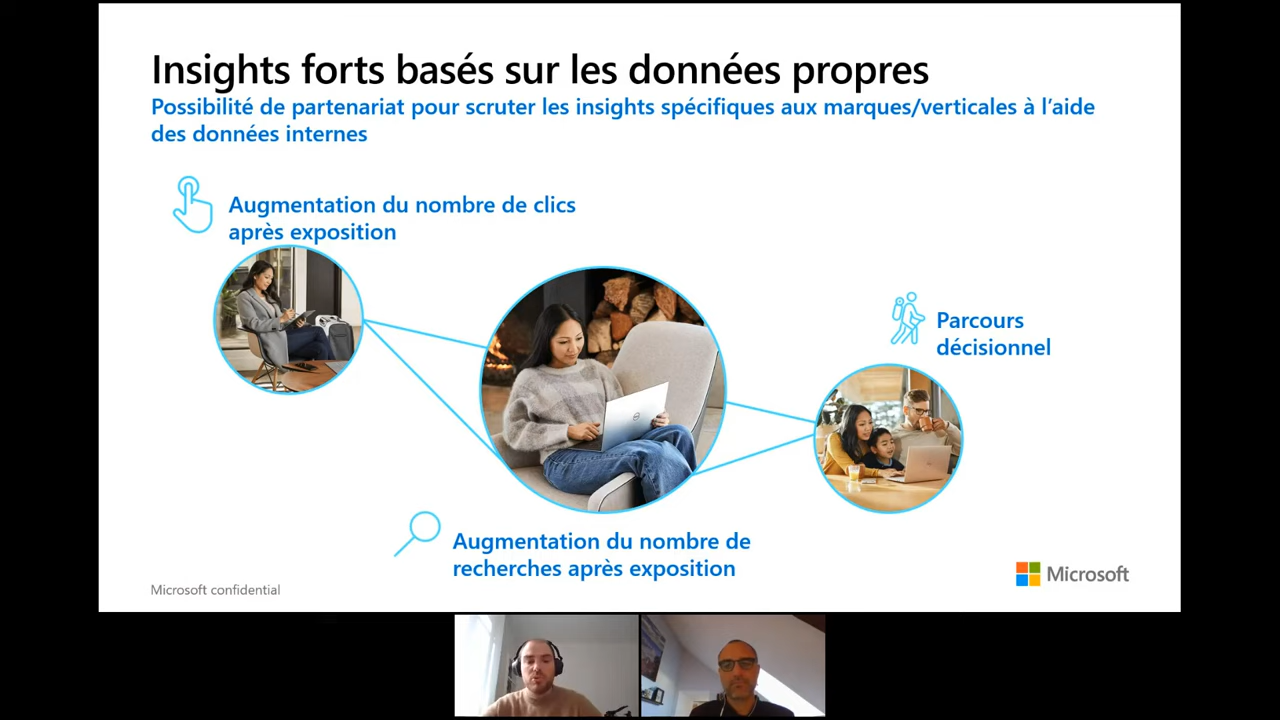 Insights forts basés sur les données propres
Possibilité de partenariat pour scruter les insights spécifiques aux marques/verticales à l'aide
des données internes
Augmentation du nombre de clics
après exposition
Parcours
décisionnel
Augmentation du nombre de
recherches après exposition
Microsoft confidential
Microsoft